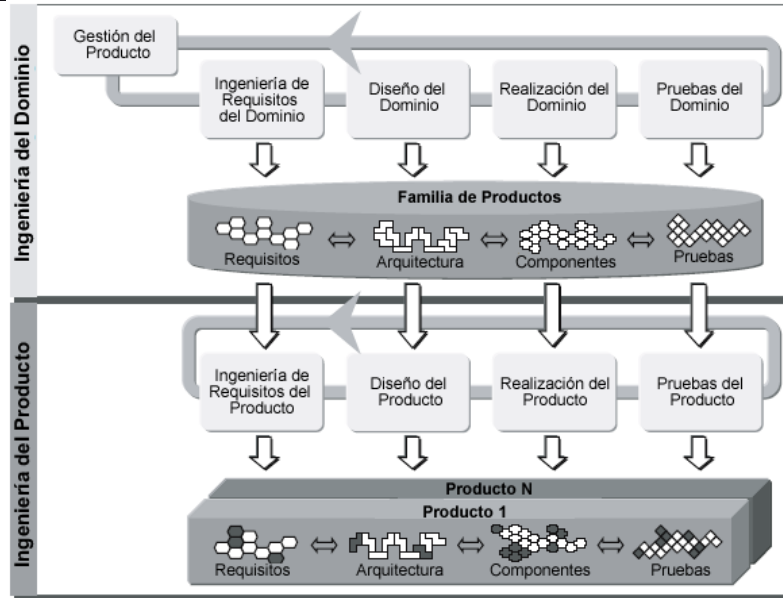 Ingeniería del Dominio
Gestión del
Producto
Ingeniería de
Requisitos
del Dominio
Diseño del
Dominio
Realización del
Dominio
Pruebas del
Dominio
Familia de Productos
Requisitos
Arquitectura
Componentes
Pruebas
Ingeniería del Producto
Ingeniería de
Requisitos del
Producto
Diseño del
Producto
Realización del
Producto
Pruebas del
Producto
Producto N
Producto 1
Requisitos
Arquitectura
Componentes
Pruebas